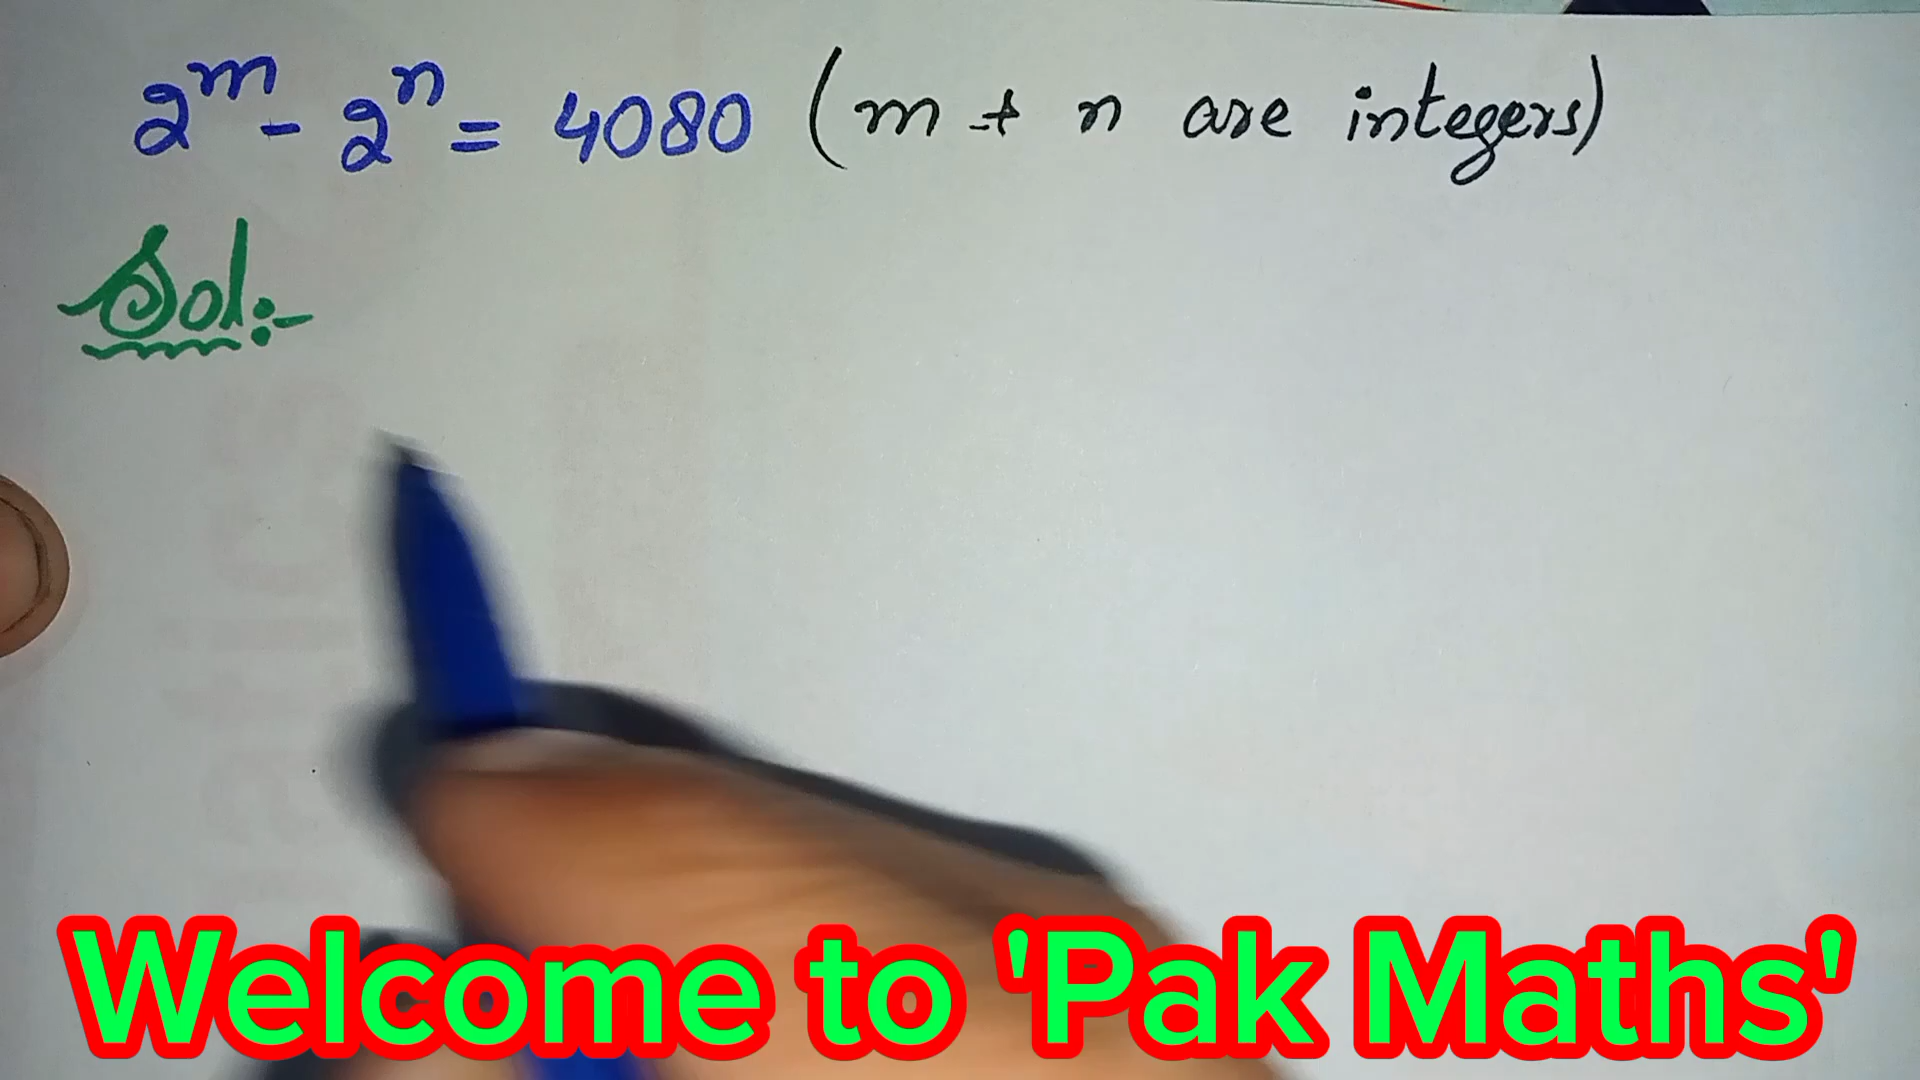 2^m - 2^n = 4080 (m + n are integers)
Sol:-
Welcome to 'Pak Maths'